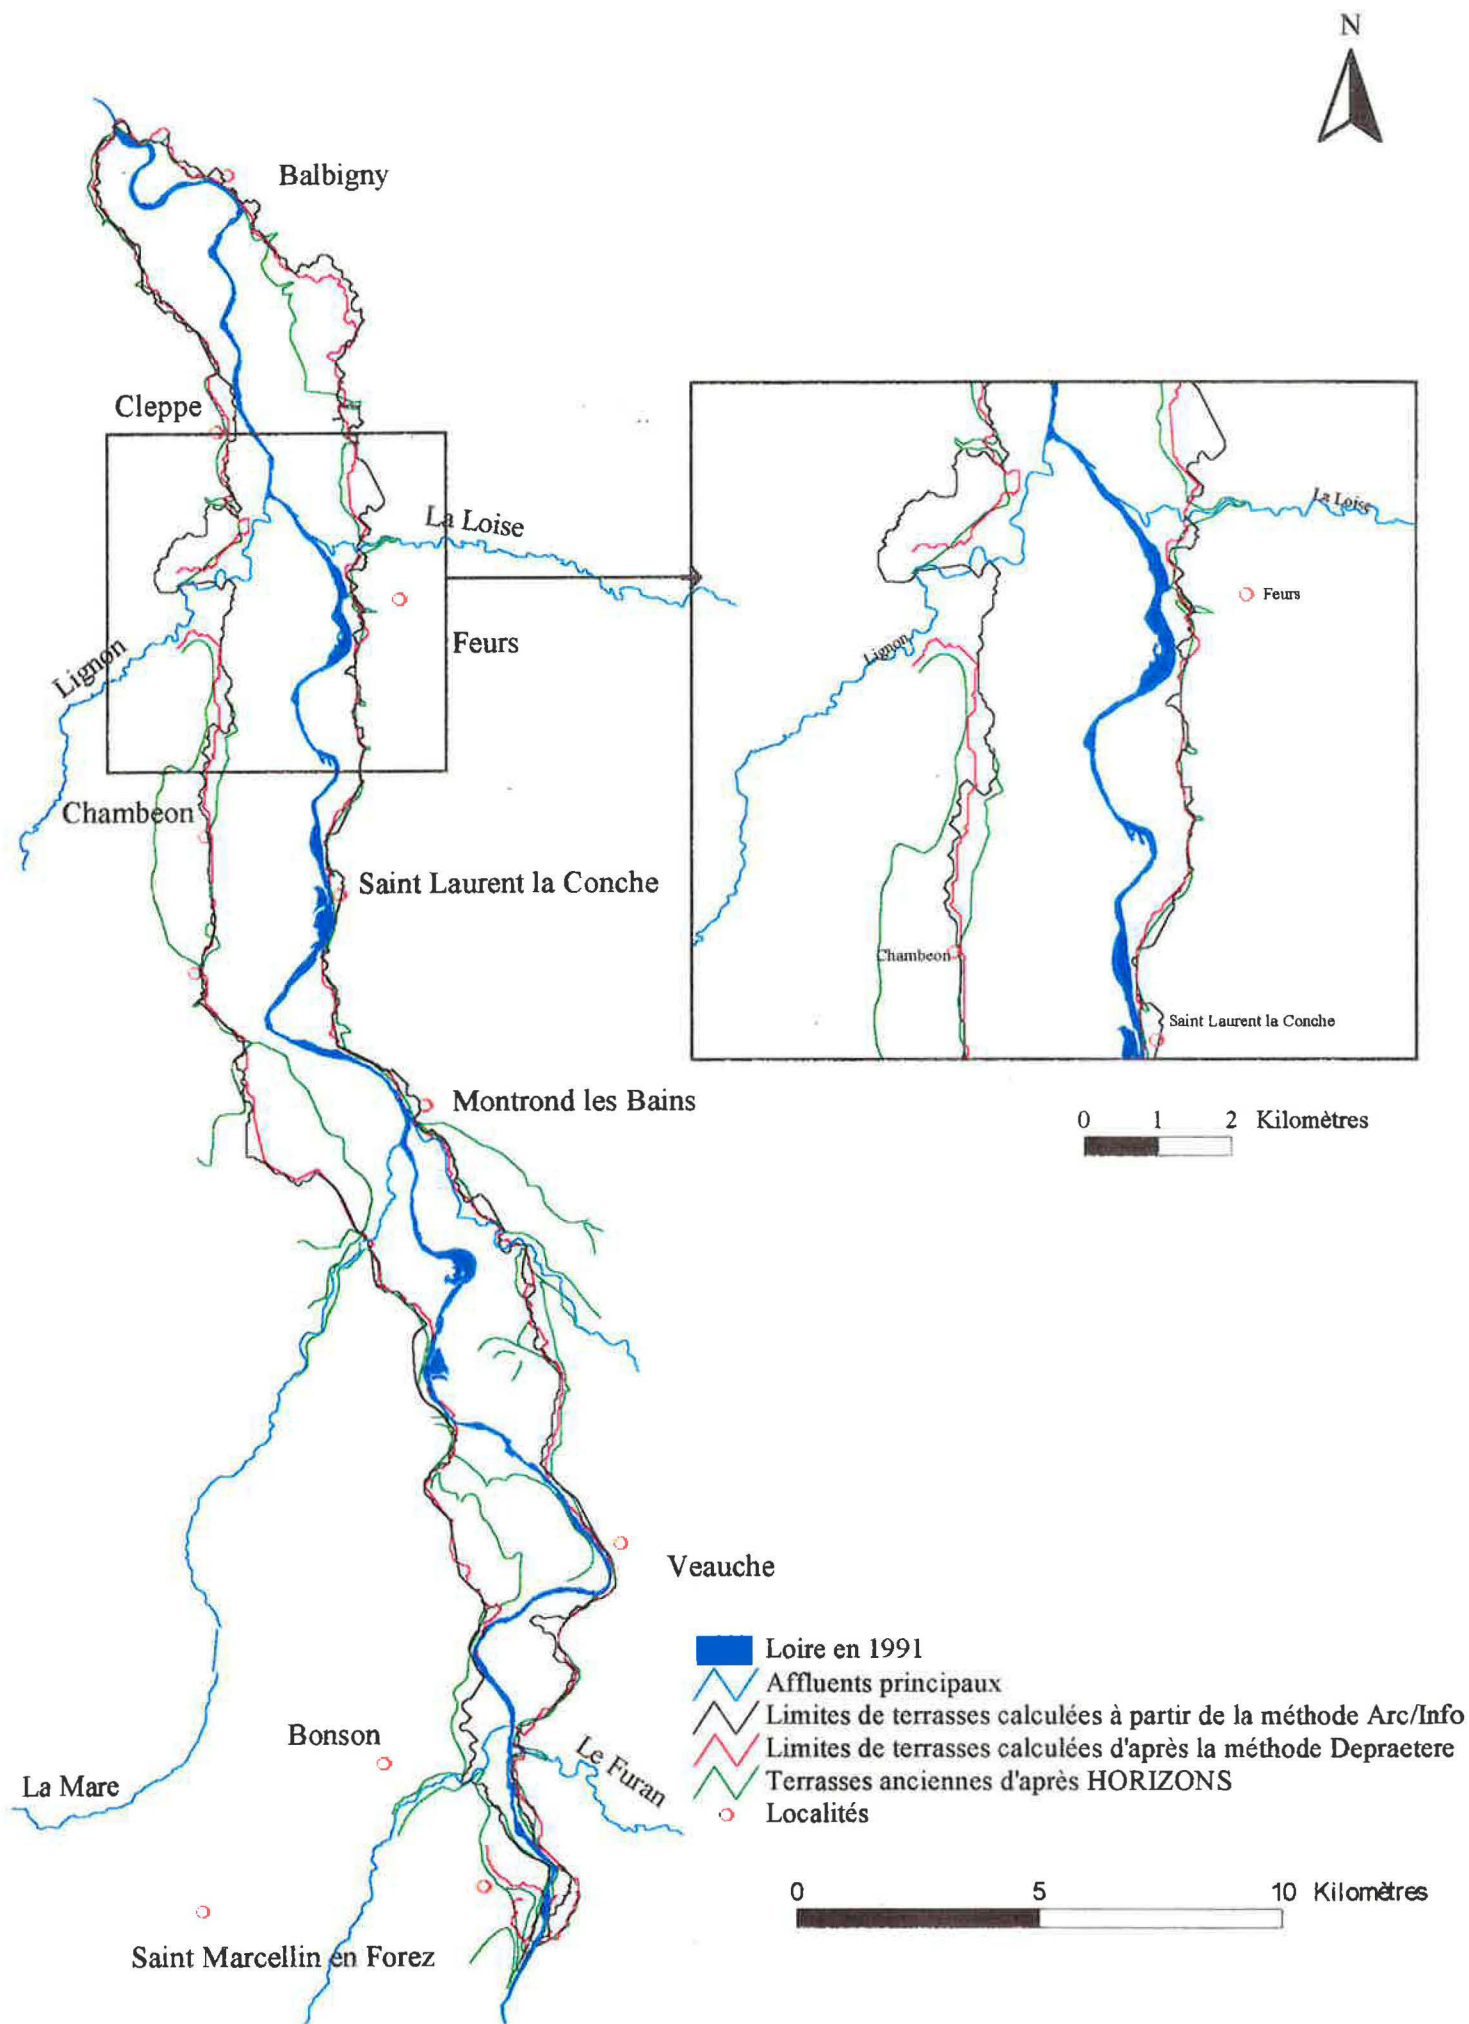 N
Balbigny
Cleppe
La Loise
Feurs
Lignon
Chambeon
Saint Laurent la Conche
Montrond les Bains
La Loise
Feurs
Lignon
Chambeon
Saint Laurent la Conche
0 1 2 Kilomètres
Veauche
Loire en 1991
Affluents principaux
Limites de terrasses calculées à partir de la méthode Arc/Info
Limites de terrasses calculées d'après la méthode Depraetere
Terrasses anciennes d'après HORIZONS
Localités
Bonson
Le Furan
La Mare
0 5 10 Kilomètres
Saint Marcellin en Forez